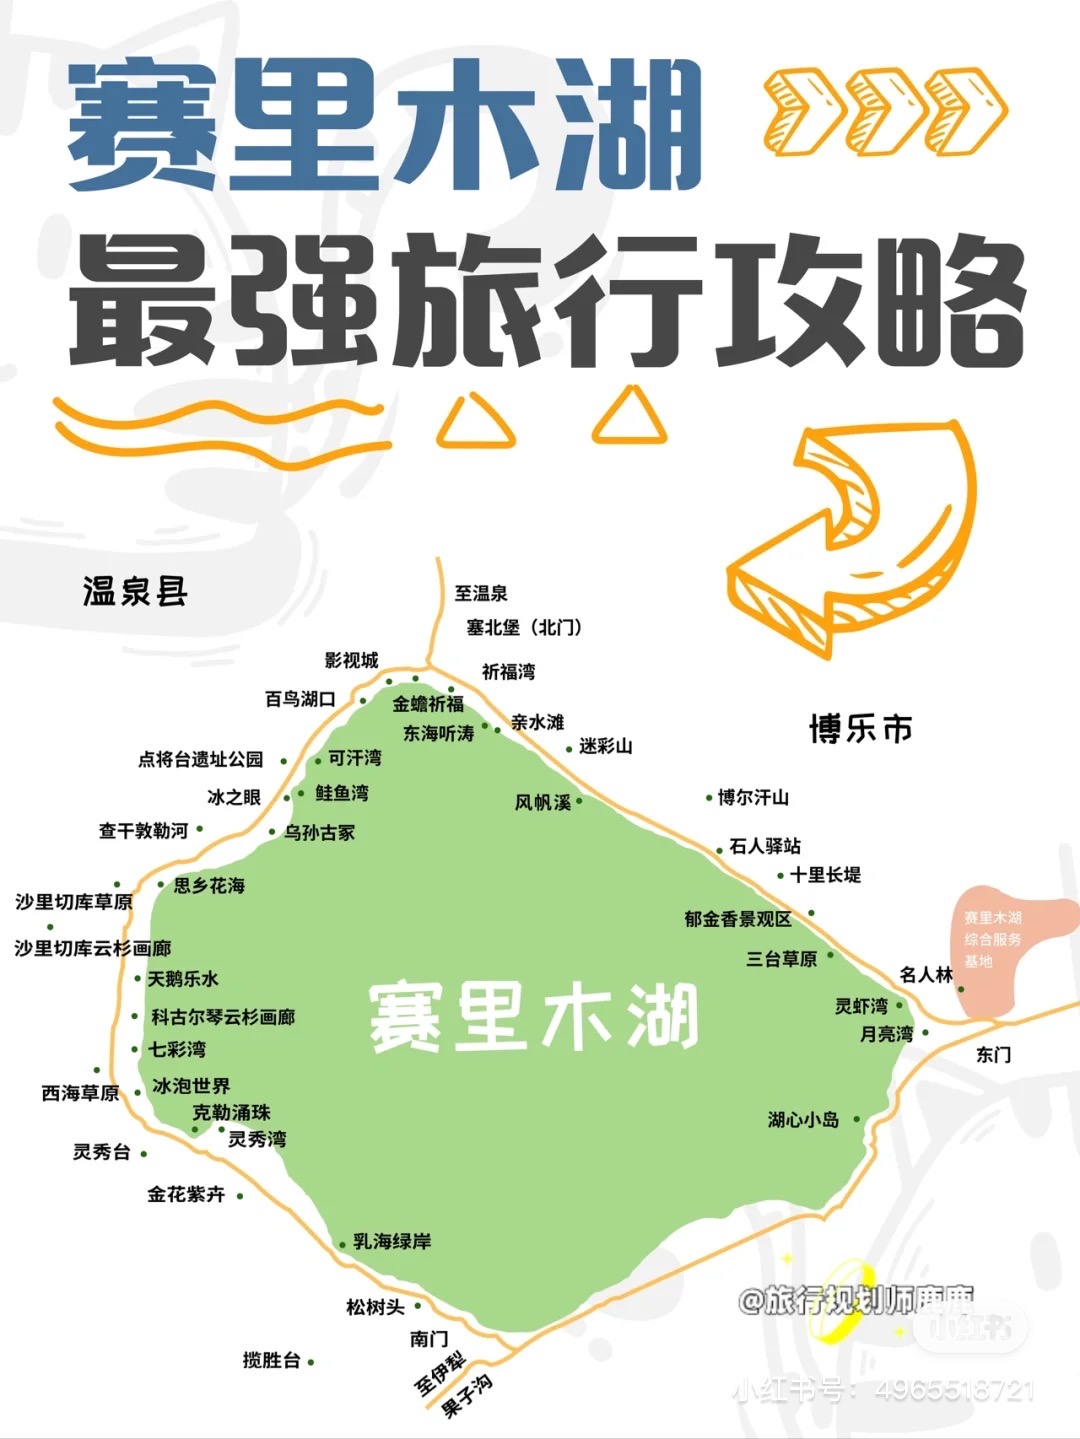 赛里木湖
最强旅行攻略
温泉县
至温泉
塞北堡（北门）
影视城
祈福湾
百鸟湖口
金蟾祈福
亲水滩
东海听涛
博乐市
迷彩山
点将台遗址公园
可汗湾
冰之眼
鲑鱼湾
风帆溪
博尔汗山
查干敦勒河
乌孙古冢
石人驿站
十里长堤
思乡花海
沙里切库草原
郁金香景观区
赛里木湖
综合服务
基地
沙里切库云杉画廊
三台草原
名人林
天鹅乐水
科古尔琴云杉画廊
赛里木湖
灵虾湾
月亮湾
七彩湾
东门
西海草原
冰泡世界
克勒涌珠
湖心小岛
灵秀台
灵秀湾
金花紫卉
乳海绿岸
松树头
南门
揽胜台
至伊犁
果子沟
@旅行规划师鹿鹿
小红书
小红书号：4965518721